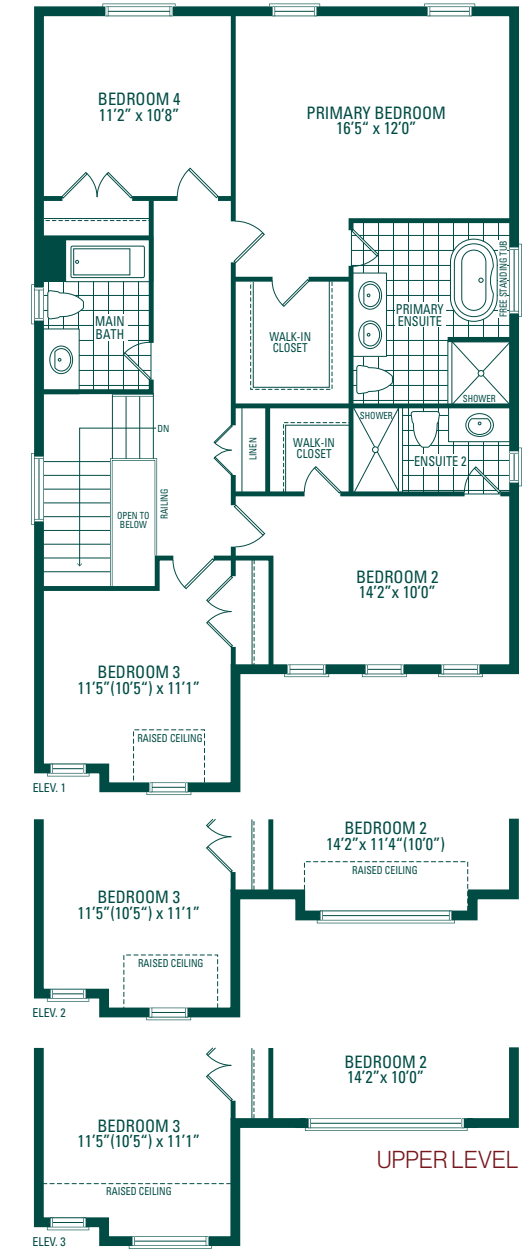 BEDROOM 4
11'2" x 10'8"
PRIMARY BEDROOM
16'5" x 12'0"
FREE STANDING TUB
MAIN
BATH
PRIMARY
ENSUITE
WALK-IN
CLOSET
SHOWER
DN
LINEN
WALK-IN
CLOSET
SHOWER
ENSUITE 2
OPEN TO
BELOW
RAILING
BEDROOM 2
14'2"x 10'0"
BEDROOM 3
11'5"(10'5") x 11'1"
RAISED CEILING
ELEV. 1
BEDROOM 2
14'2"x 11'4"(10'0")
RAISED CEILING
BEDROOM 3
11'5"(10'5") x 11'1"
RAISED CEILING
ELEV. 2
BEDROOM 2
14'2"x 10'0"
BEDROOM 3
11'5"(10'5") x 11'1"
UPPER LEVEL
RAISED CEILING
ELEV. 3